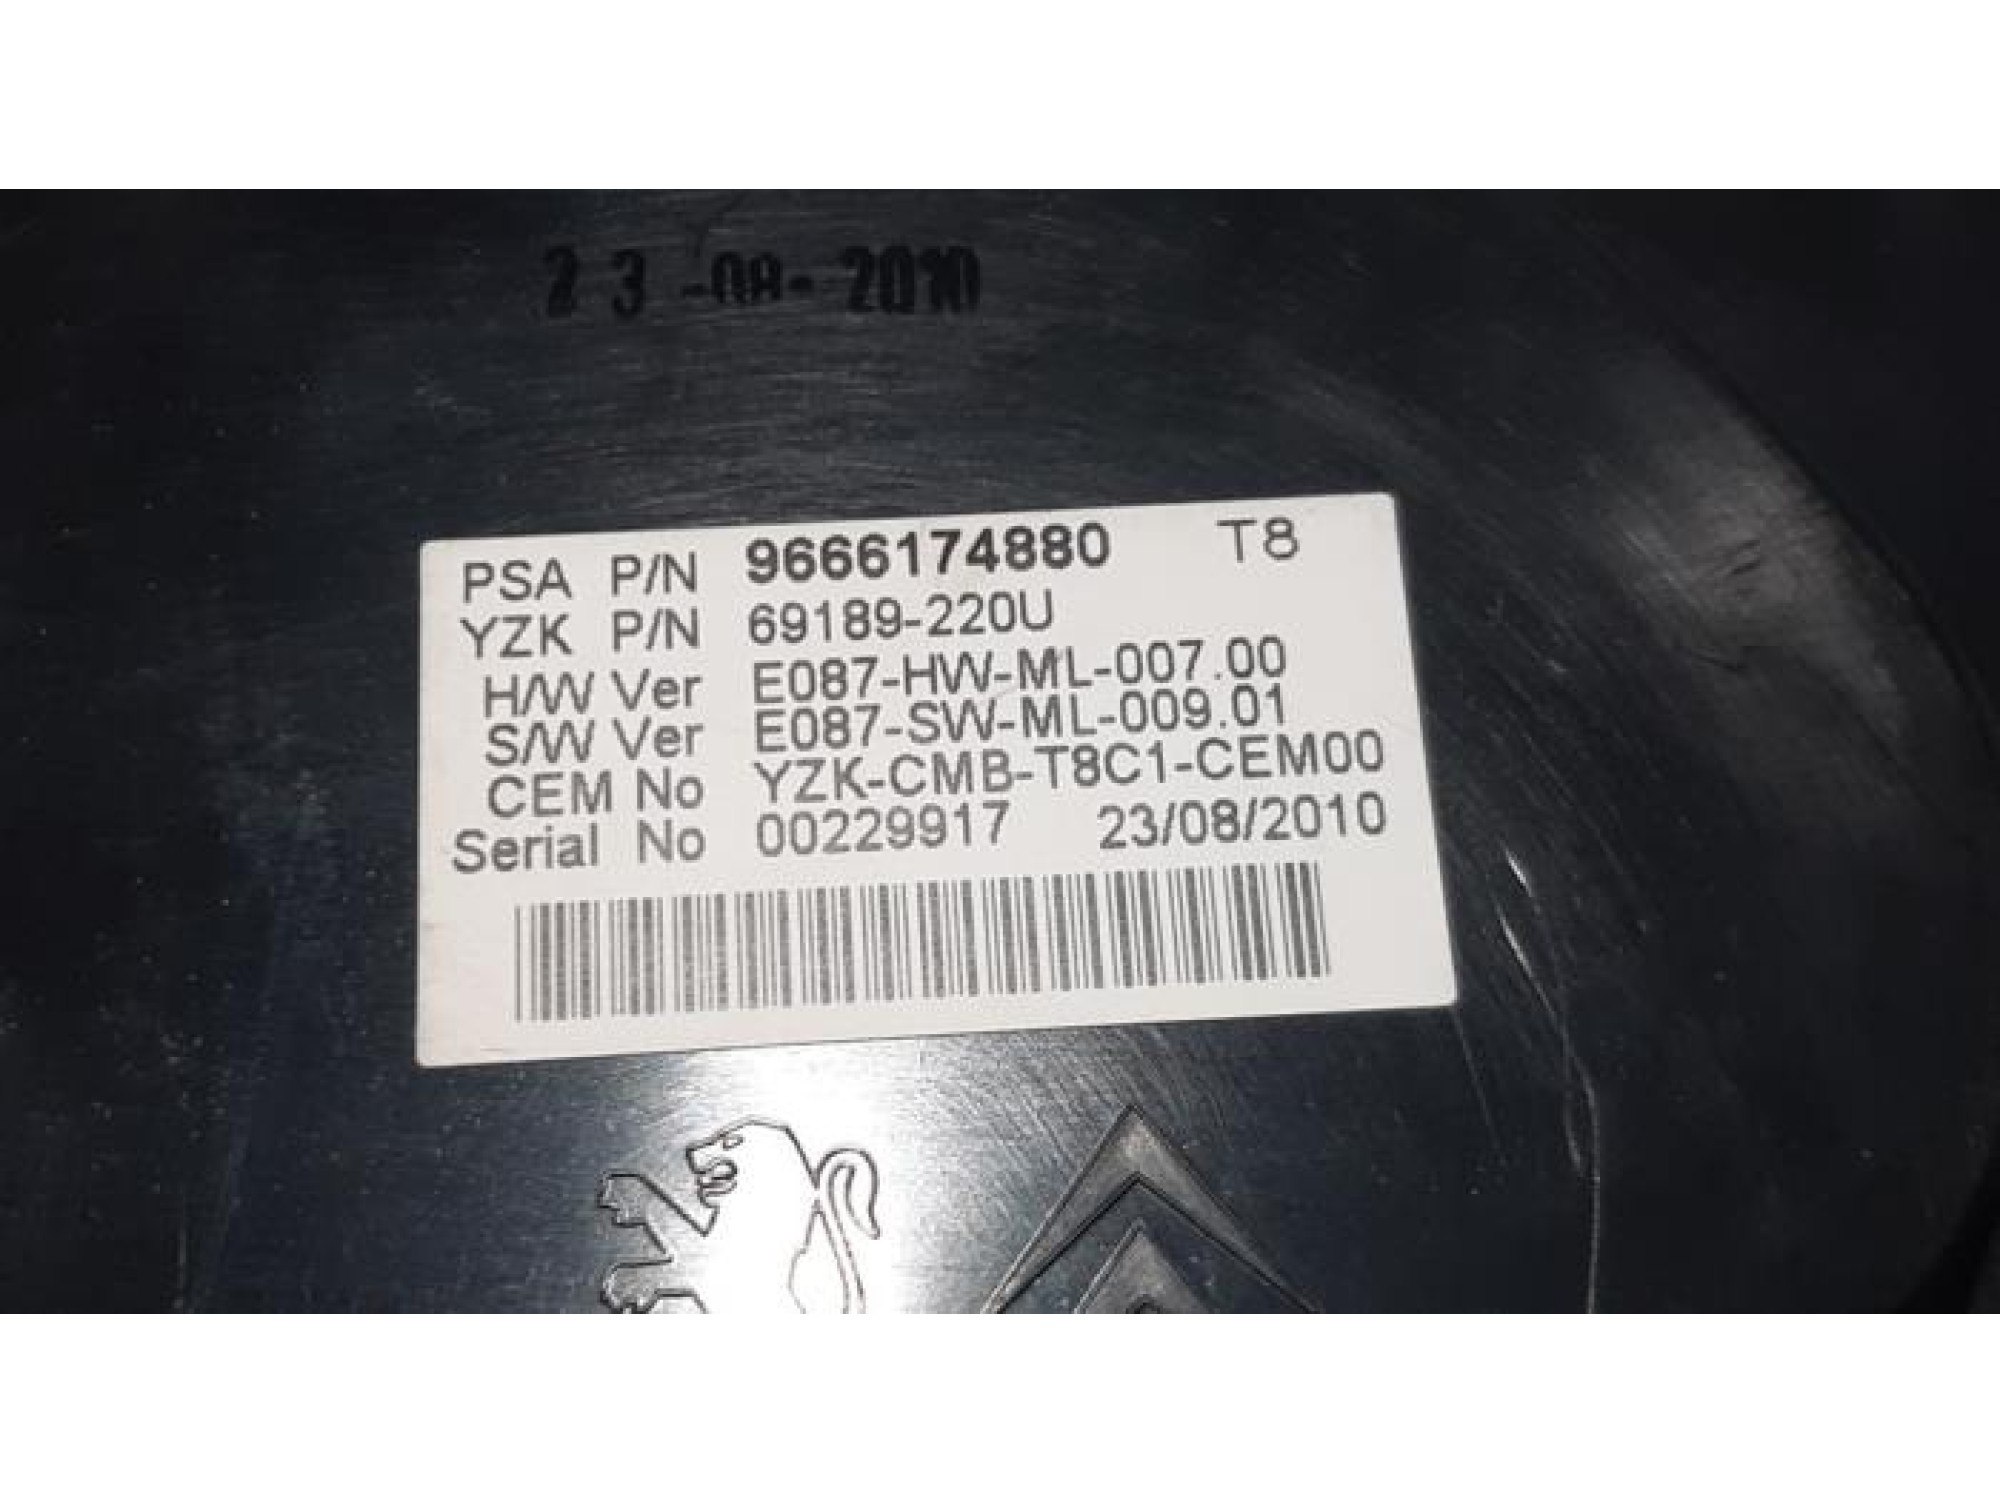 23-08-2010
PSA P/N 9666174880 T8
YZK P/N 69189-220U
H/W Ver E087-HW-ML-007.00
S/W Ver E087-SW-ML-009.01
CEM No YZK-CMB-T8C1-CEM00
Serial No 00229917 23/08/2010